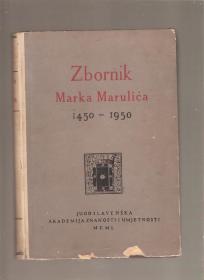 Zbornik
Marka Marulića
1450 - 1950
JUGOSLAVENSKA
AKADEMIJA ZNANOSTI I UMJETNOSTI
MCML